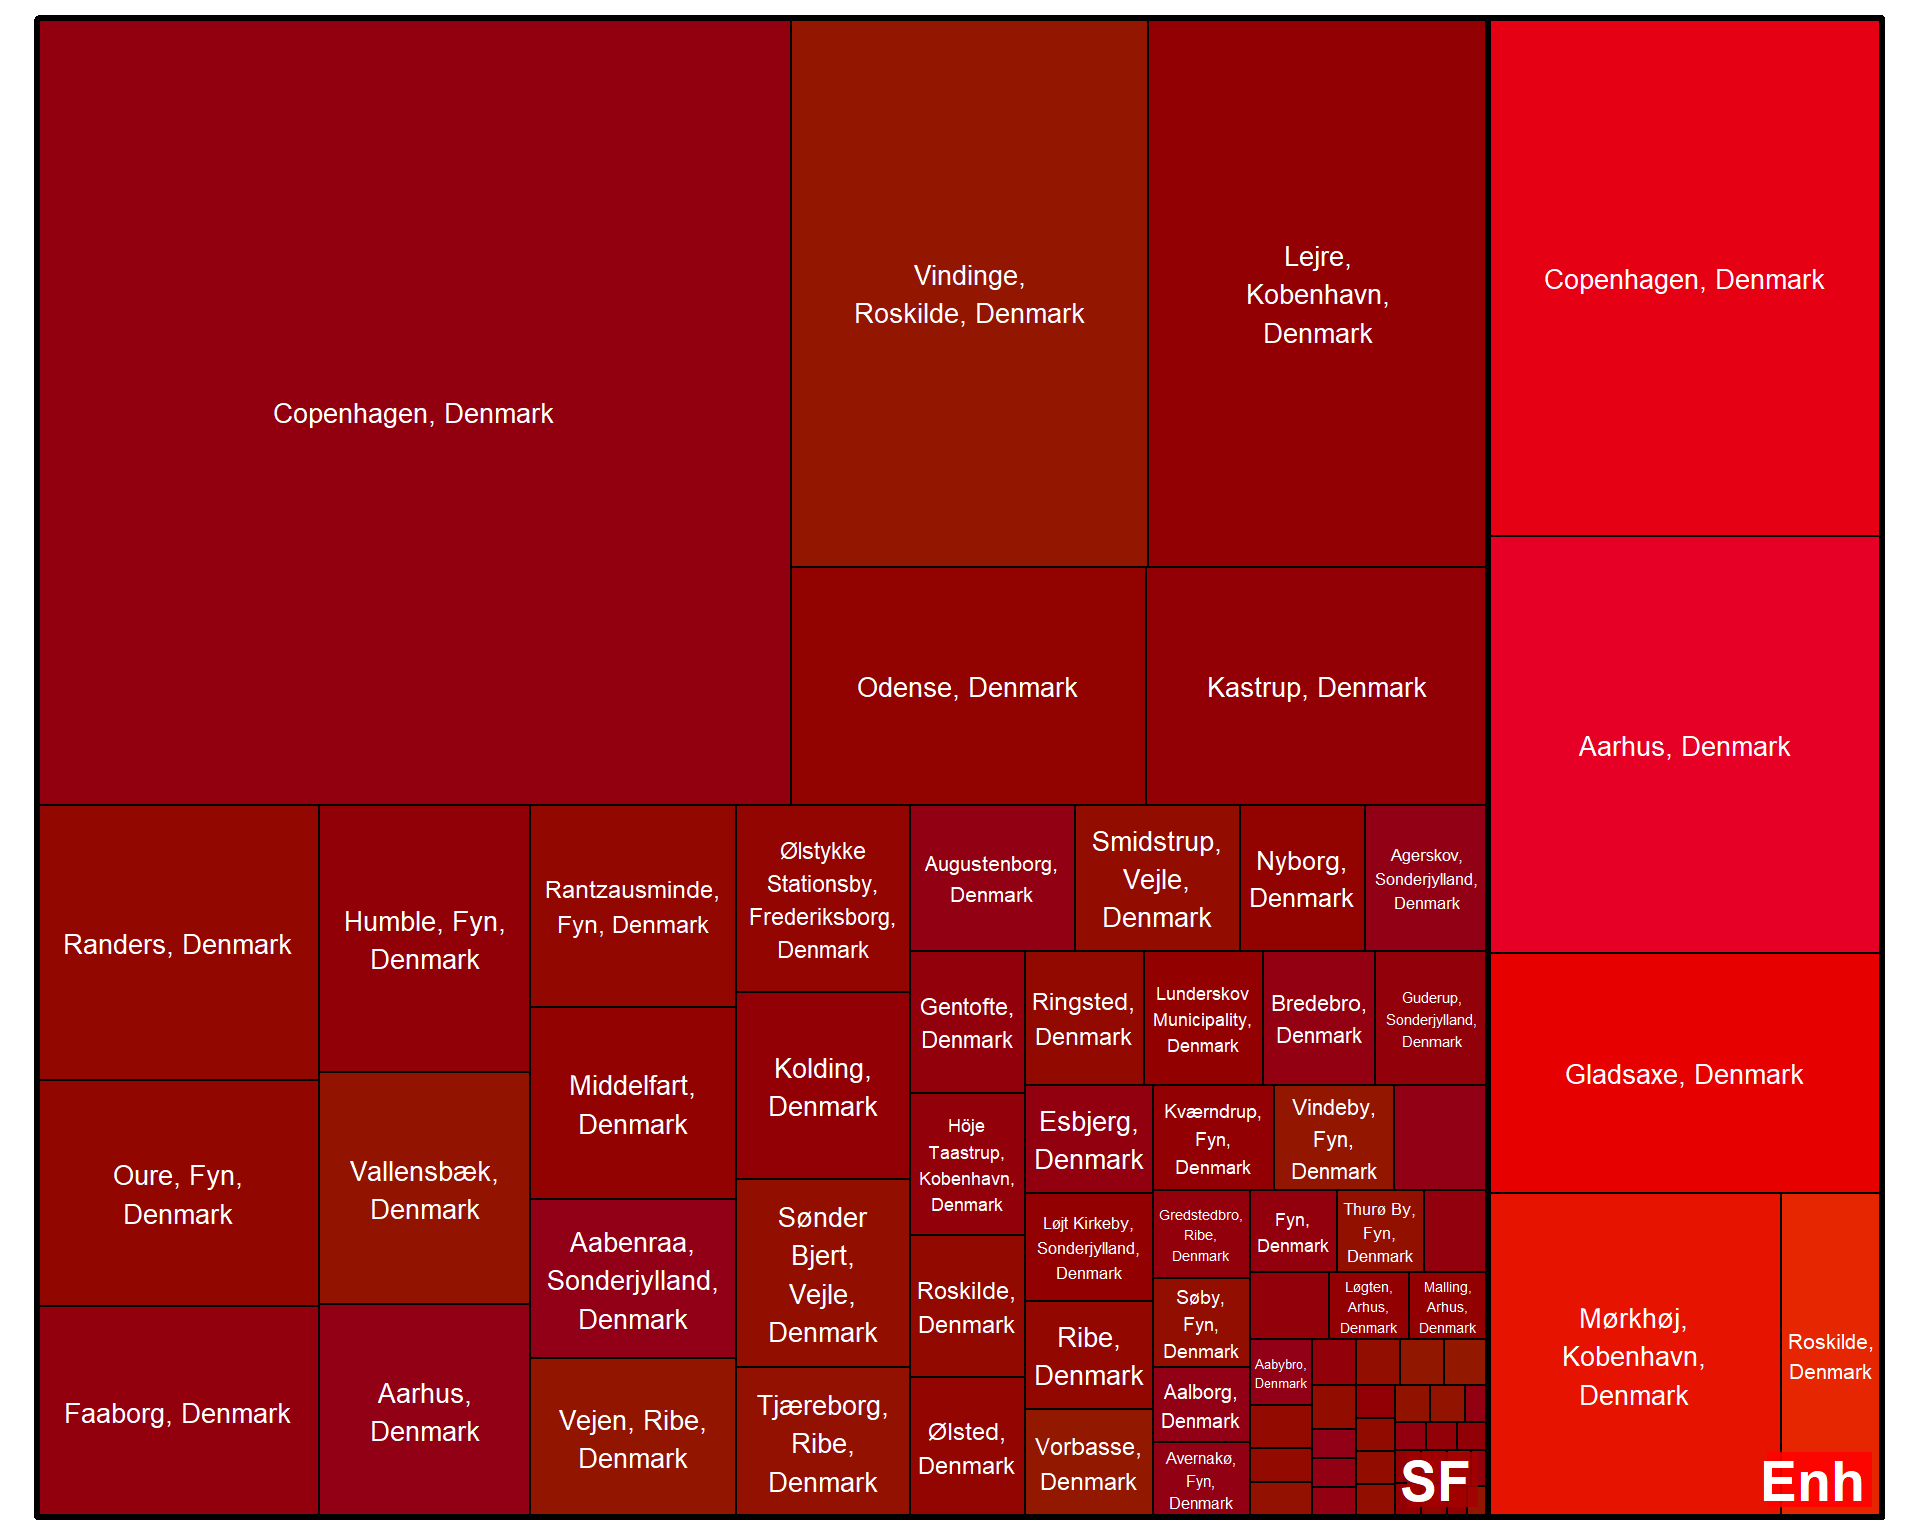 Copenhagen, Denmark
Vindinge,
Roskilde, Denmark
Lejre,
Kobenhavn,
Denmark
Odense, Denmark
Kastrup, Denmark
Randers, Denmark
Oure, Fyn,
Denmark
Faaborg, Denmark
Humble, Fyn,
Denmark
Vallensbæk,
Denmark
Aarhus,
Denmark
Rantzausminde,
Fyn, Denmark
Middelfart,
Denmark
Aabenraa,
Sonderjylland,
Denmark
Vejen, Ribe,
Denmark
Ølstykke
Stationsby,
Frederiksborg,
Denmark
Kolding,
Denmark
Sønder
Bjert,
Vejle,
Denmark
Tjæreborg,
Ribe,
Denmark
Augustenborg,
Denmark
Smidstrup,
Vejle,
Denmark
Nyborg,
Denmark
Agerskov,
Sonderjylland,
Denmark
Gentofte,
Denmark
Höje
Taastrup,
Kobenhavn,
Denmark
Roskilde,
Denmark
Ølsted,
Denmark
Ringsted,
Denmark
Lunderskov
Municipality,
Denmark
Bredebro,
Denmark
Guderup,
Sonderjylland,
Denmark
Esbjerg,
Denmark
Løjt Kirkeby,
Sonderjylland,
Denmark
Ribe,
Denmark
Vorbasse,
Denmark
Kværndrup,
Fyn,
Denmark
Vindeby,
Fyn,
Denmark
Gredstedbro,
Ribe,
Denmark
Søby,
Fyn,
Denmark
Aalborg,
Denmark
Avernakø,
Fyn,
Denmark
Fyn,
Denmark
Thurø By,
Fyn,
Denmark
Løgten,
Arhus,
Denmark
Malling,
Arhus,
Denmark
Aabybro,
Denmark
SF
Copenhagen, Denmark
Aarhus, Denmark
Gladsaxe, Denmark
Mørkhøj,
Kobenhavn,
Denmark
Roskilde,
Denmark
Enh